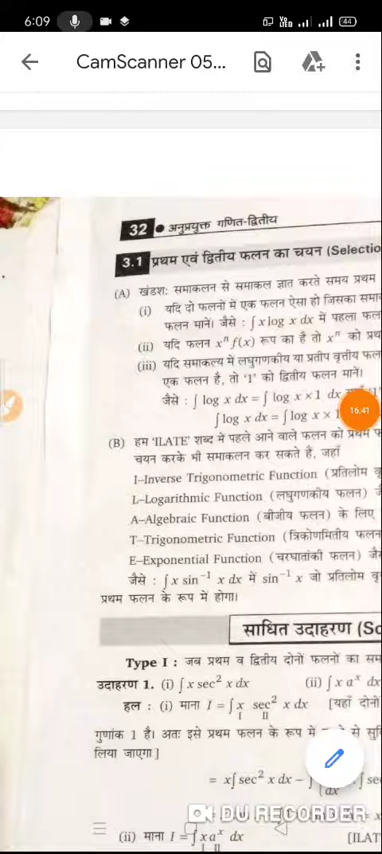 6:09
44
CamScanner 05...
32 ● अनुप्रयुक्त गणित-द्वितीय
3.1 प्रथम एवं द्वितीय फलन का चयन (Selectio
(A) खंडशः समाकलन से समाकल ज्ञात करते समय प्रथम
(i) यदि दो फलनों में एक फलन ऐसा हो जिसका समा
फलन मानें। जैसे : ∫ x log x dx में पहला फल
(ii) यदि फलन xⁿ f(x) रूप का है तो xⁿ को प्रथ
(iii) यदि समाकल्य में लघुगणकीय या प्रतीप वृत्तीय फल
एक फलन है, तो '1' को द्वितीय फलन मानें।
जैसे : ∫ log x dx = ∫ log x × 1 dx
∫ log x dx = ∫ log x × 1
16:41
(B) हम 'ILATE' शब्द में पहले आने वाले फलन को प्रथम फ
चयन करके भी समाकलन कर सकते हैं, जहाँ
I–Inverse Trigonometric Function (प्रतिलोम वृ
L–Logarithmic Function (लघुगणकीय फलन) जै
A–Algebraic Function (बीजीय फलन) के लिए
T–Trigonometric Function (त्रिकोणमितीय फलन
E–Exponential Function (चरघातांकी फलन) जै
जैसे : ∫ x sin⁻¹ x dx में sin⁻¹ x जो प्रतिलोम वृ
प्रथम फलन के रूप में होगा।
साधित उदाहरण (So
Type I : जब प्रथम व द्वितीय दोनों फलनों का सम
उदाहरण 1. (i) ∫ x sec² x dx (ii) ∫ x aˣ dx
हल : (i) माना I = ∫ x sec² x dx [यहाँ दोनों
I II
गुणांक 1 है। अतः इसे प्रथम फलन के रूप में से सुवि
लिया जाएगा]
= x∫ sec² x dx – ∫ ∫ se
dx
DU RECORDER
(ii) माना I = ∫ x aˣ dx [ILAT
I II